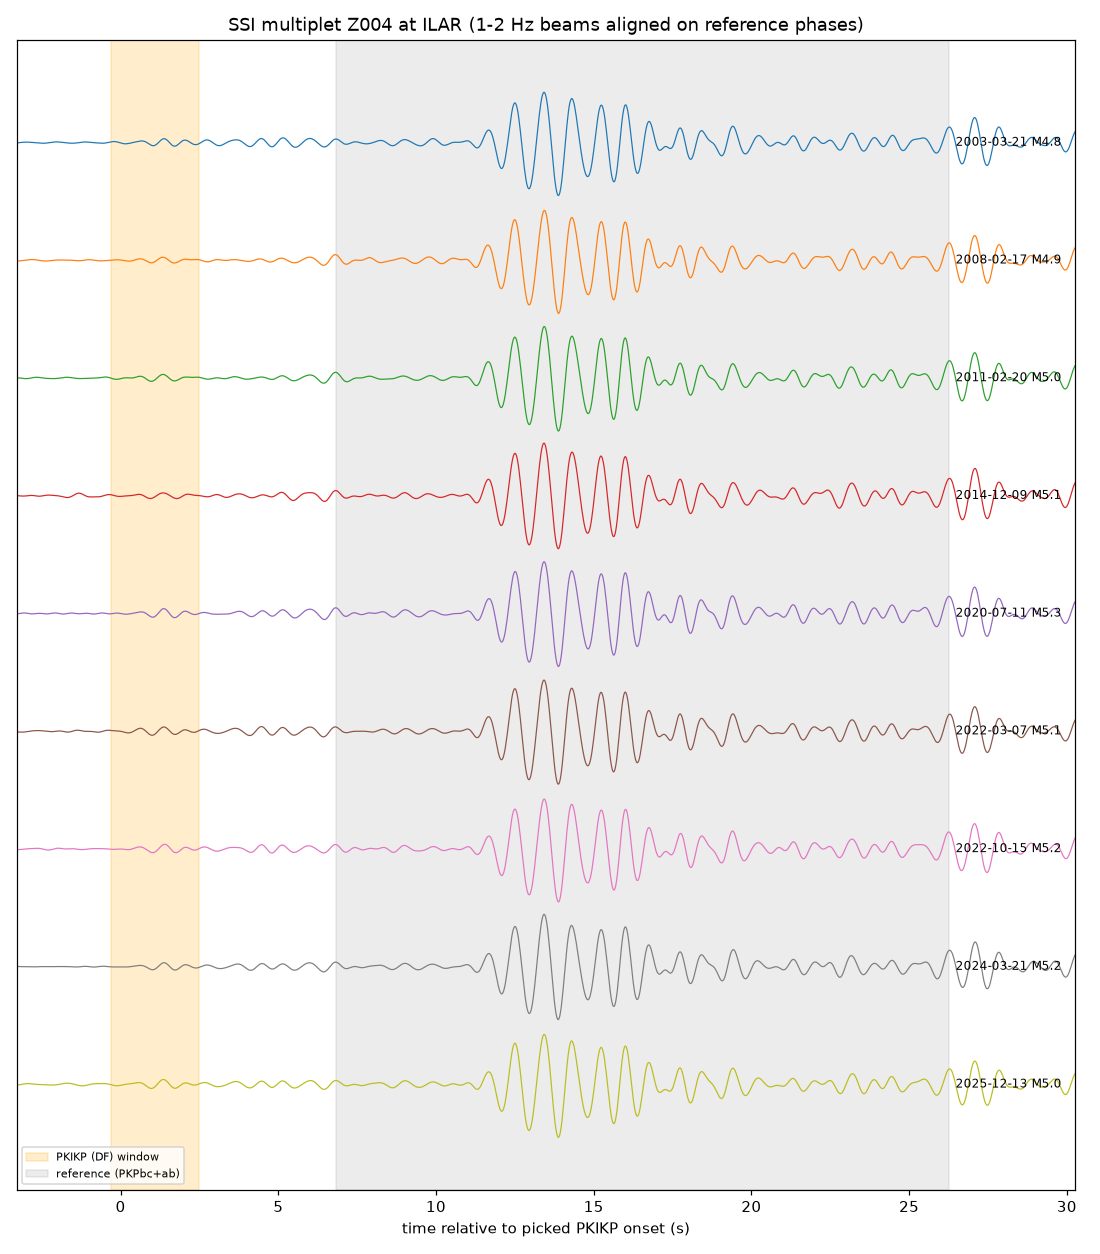 SSI multiplet Z004 at ILAR (1-2 Hz beams aligned on reference phases)
2003-03-21 M4.8
2008-02-17 M4.9
2011-02-20 M5.0
2014-12-09 M5.1
2020-07-11 M5.3
2022-03-07 M5.1
2022-10-15 M5.2
2024-03-21 M5.2
2025-12-13 M5.0
PKIKP (DF) window
reference (PKPbc+ab)
0 5 10 15 20 25 30
time relative to picked PKIKP onset (s)